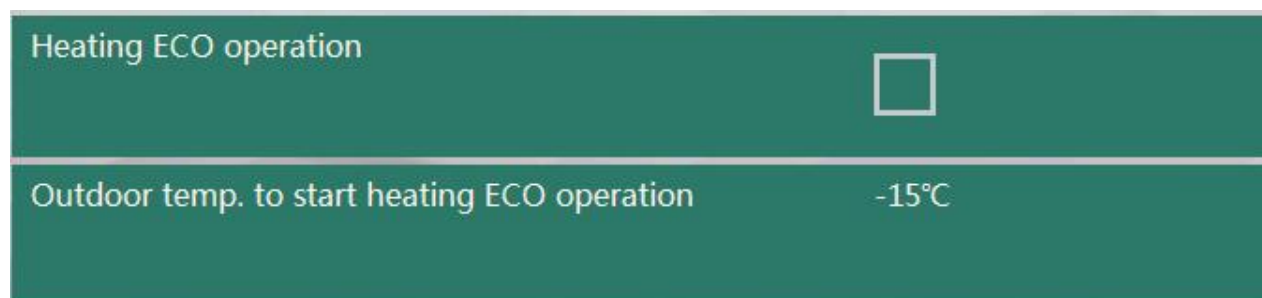 Heating ECO operation
Outdoor temp. to start heating ECO operation -15℃